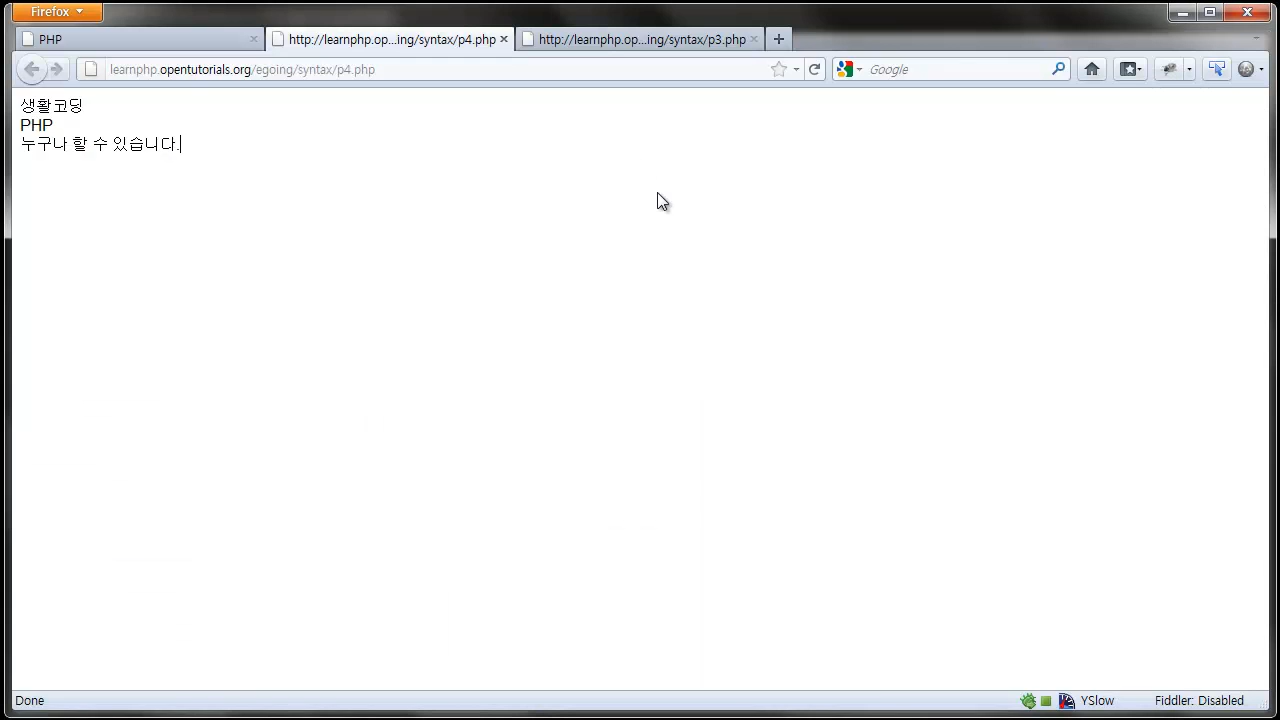 Firefox
PHP
http://learnphp.op...ing/syntax/p4.php
http://learnphp.op...ing/syntax/p3.php
learnphp.opentutorials.org/egoing/syntax/p4.php
Google
생활코딩
PHP
누구나 할 수 있습니다.
Done
YSlow
Fiddler: Disabled